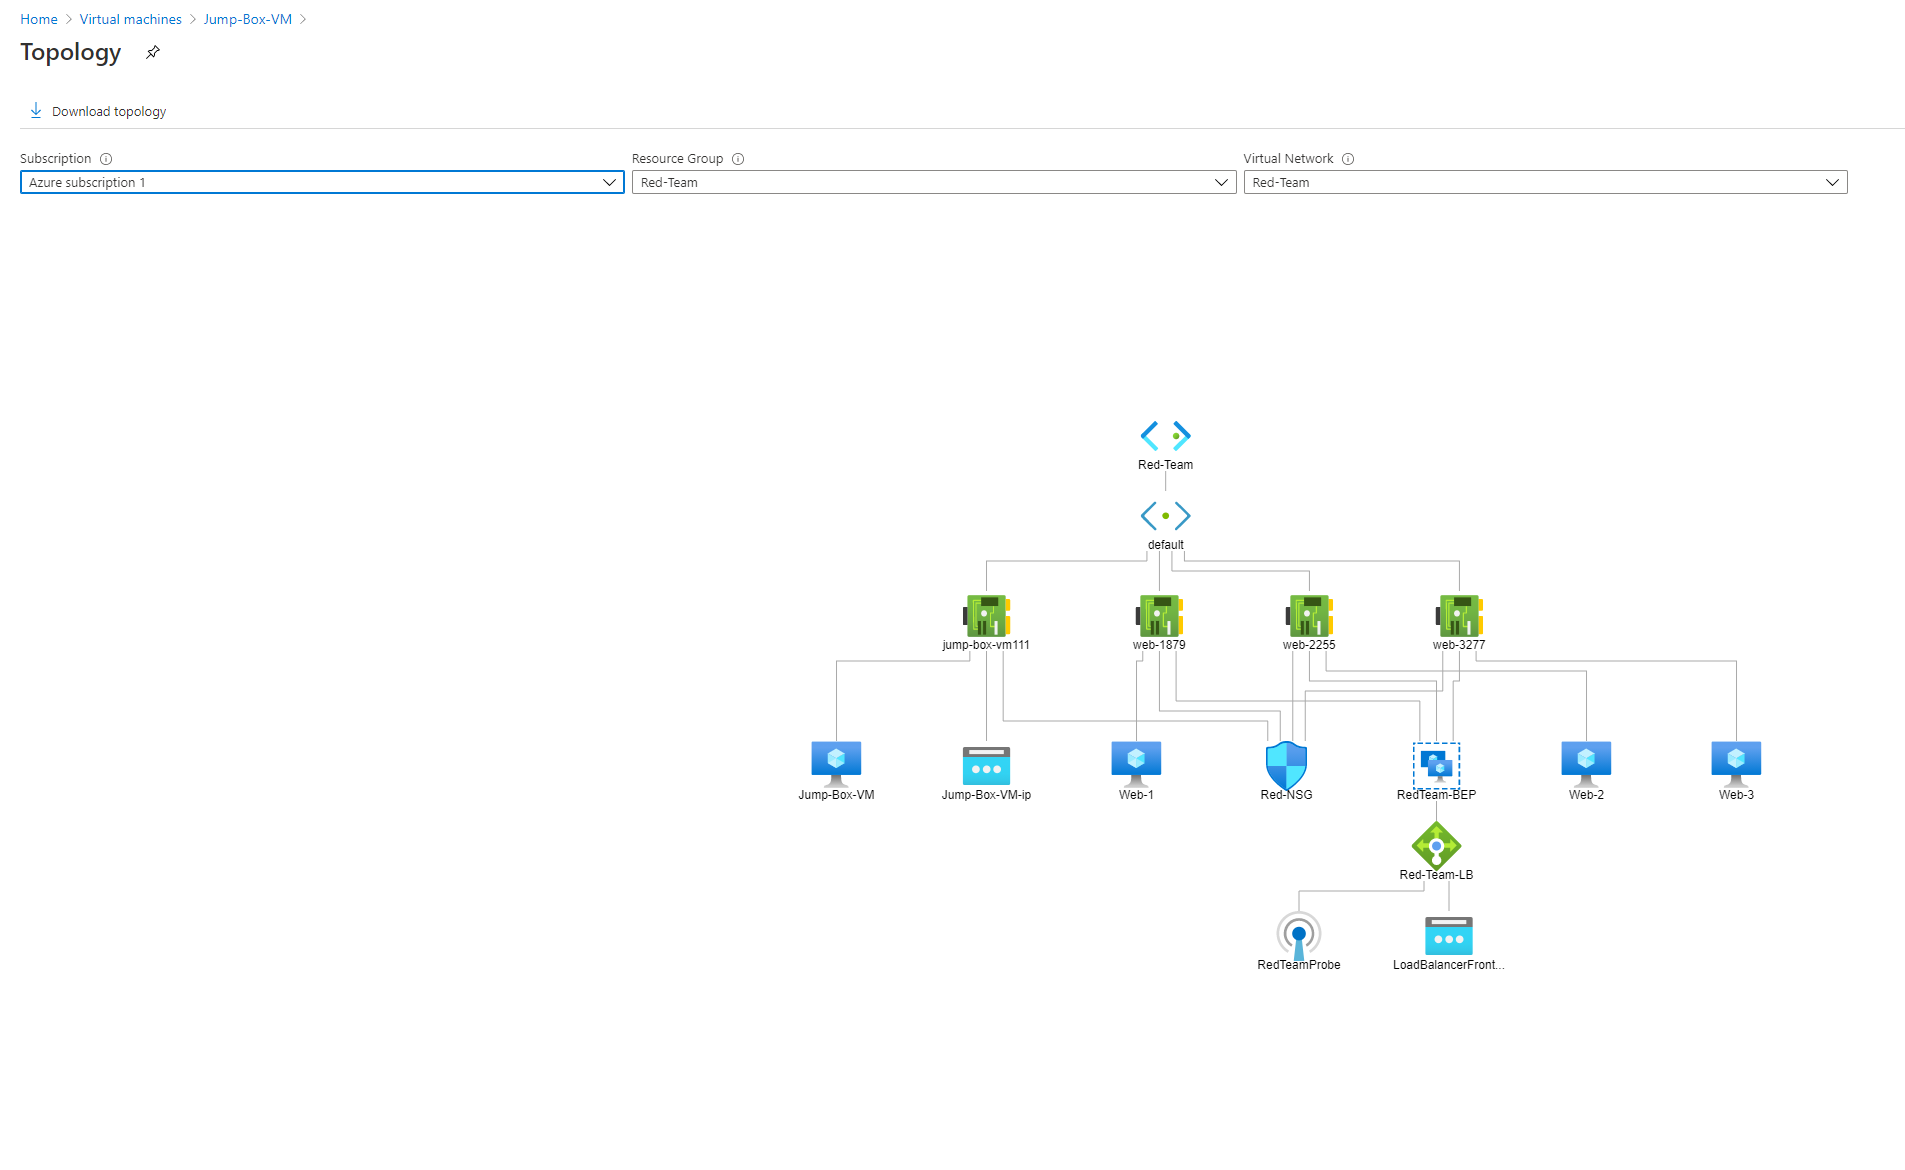 Home > Virtual machines > Jump-Box-VM >
Topology
Download topology
Subscription
Resource Group
Virtual Network
Azure subscription 1
Red-Team
Red-Team
Red-Team
default
jump-box-vm111
web-1879
web-2255
web-3277
Jump-Box-VM
Jump-Box-VM-ip
Web-1
Red-NSG
RedTeam-BEP
Web-2
Web-3
Red-Team-LB
RedTeamProbe
LoadBalancerFront...